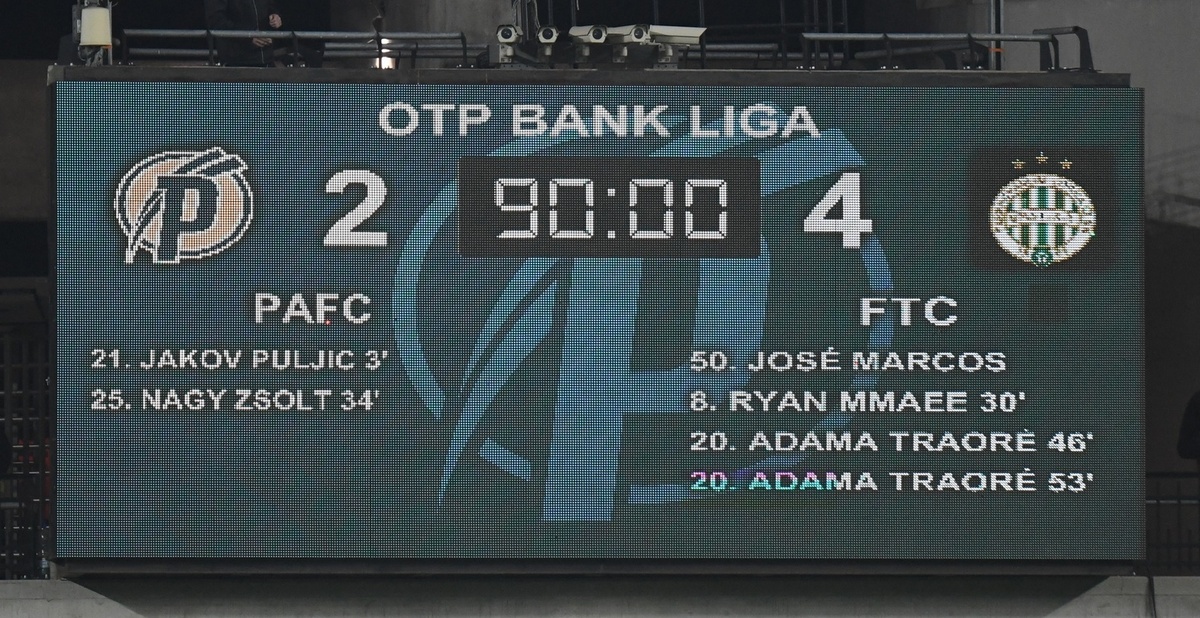 OTP BANK LIGA
2 90:00 4
PAFC FTC
21. JAKOV PULJIC 3'
25. NAGY ZSOLT 34'
50. JOSÉ MARCOS
8. RYAN MMAEE 30'
20. ADAMA TRAORÈ 46'
20. ADAMA TRAORÈ 53'